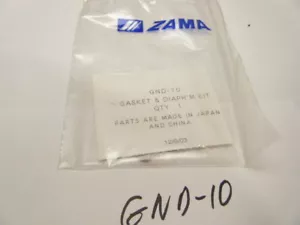 ZAMA
GND-10
GASKET & DIAPH'M KIT
QTY 1
PARTS ARE MADE IN JAPAN
AND CHINA
GND-10